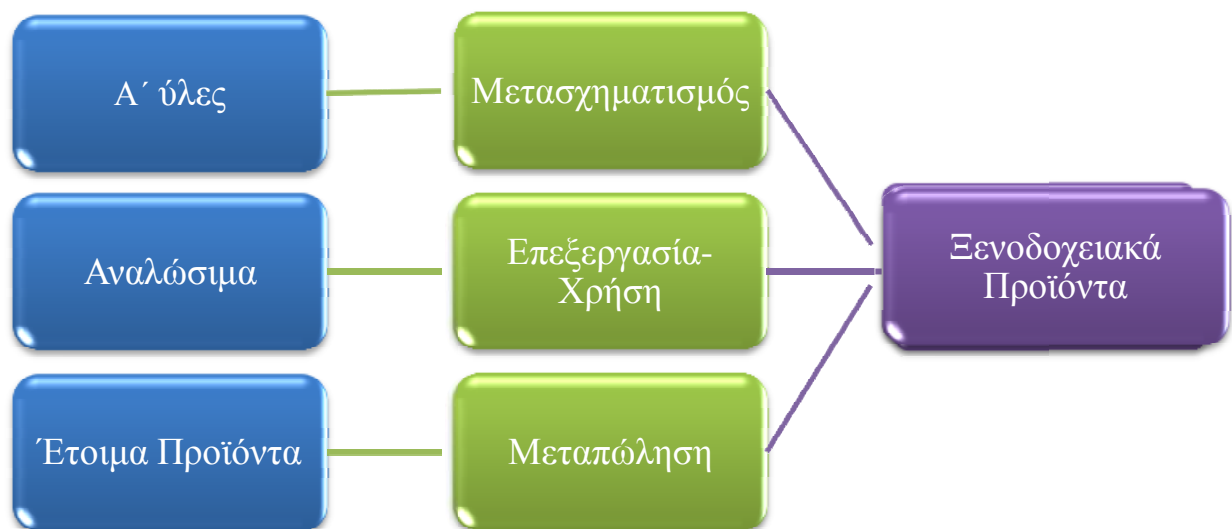 Α΄ ύλες
Μετασχηματισμός
Αναλώσιμα
Επεξεργασία-
Χρήση
Ξενοδοχειακά
Προϊόντα
Έτοιμα Προϊόντα
Μεταπώληση